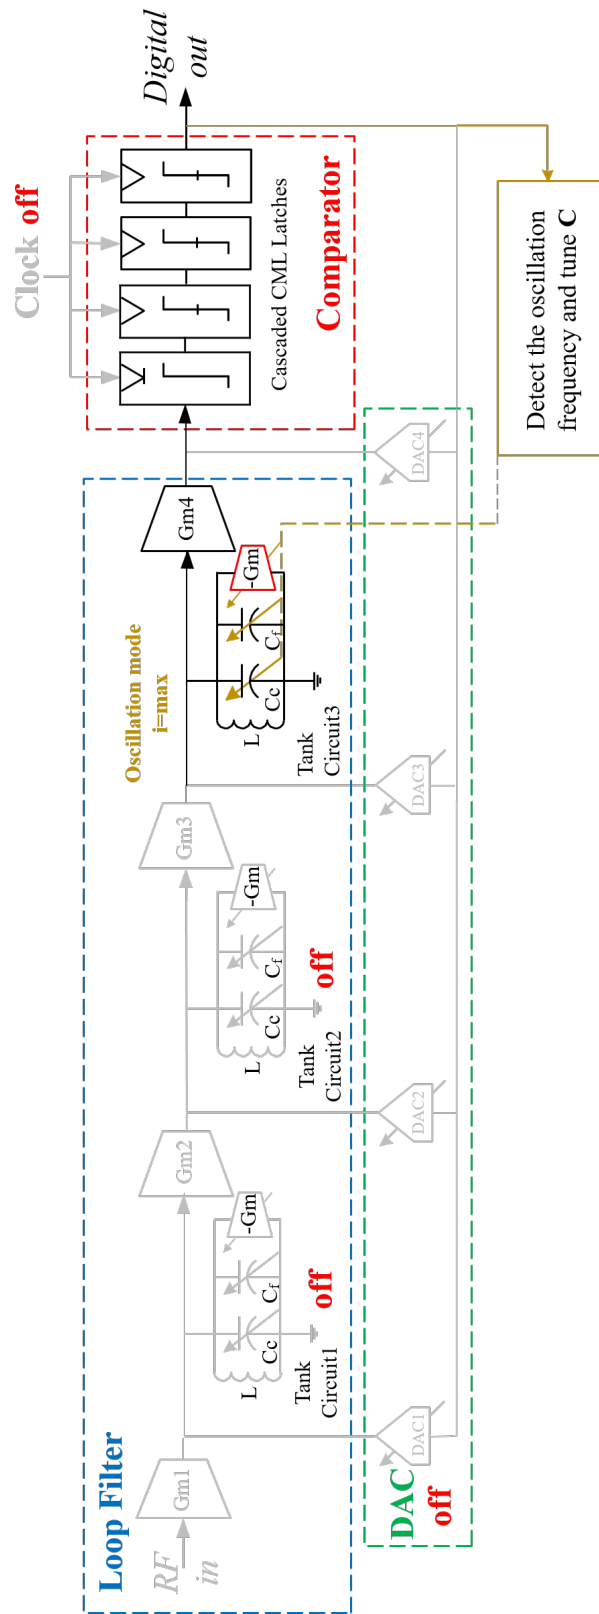 Loop Filter
RF
in
Gm1
L
Cc
Cf
-Gm
Tank
Circuit1
off
Gm2
L
Cc
Cf
-Gm
Tank
Circuit2
off
Gm3
Oscillation mode
i=max
L
Cc
Cf
-Gm
Tank
Circuit3
Gm4
Clock off
Cascaded CML Latches
Comparator
Digital
out
DAC
off
DAC1
DAC2
DAC3
DAC4
Detect the oscillation
frequency and tune C